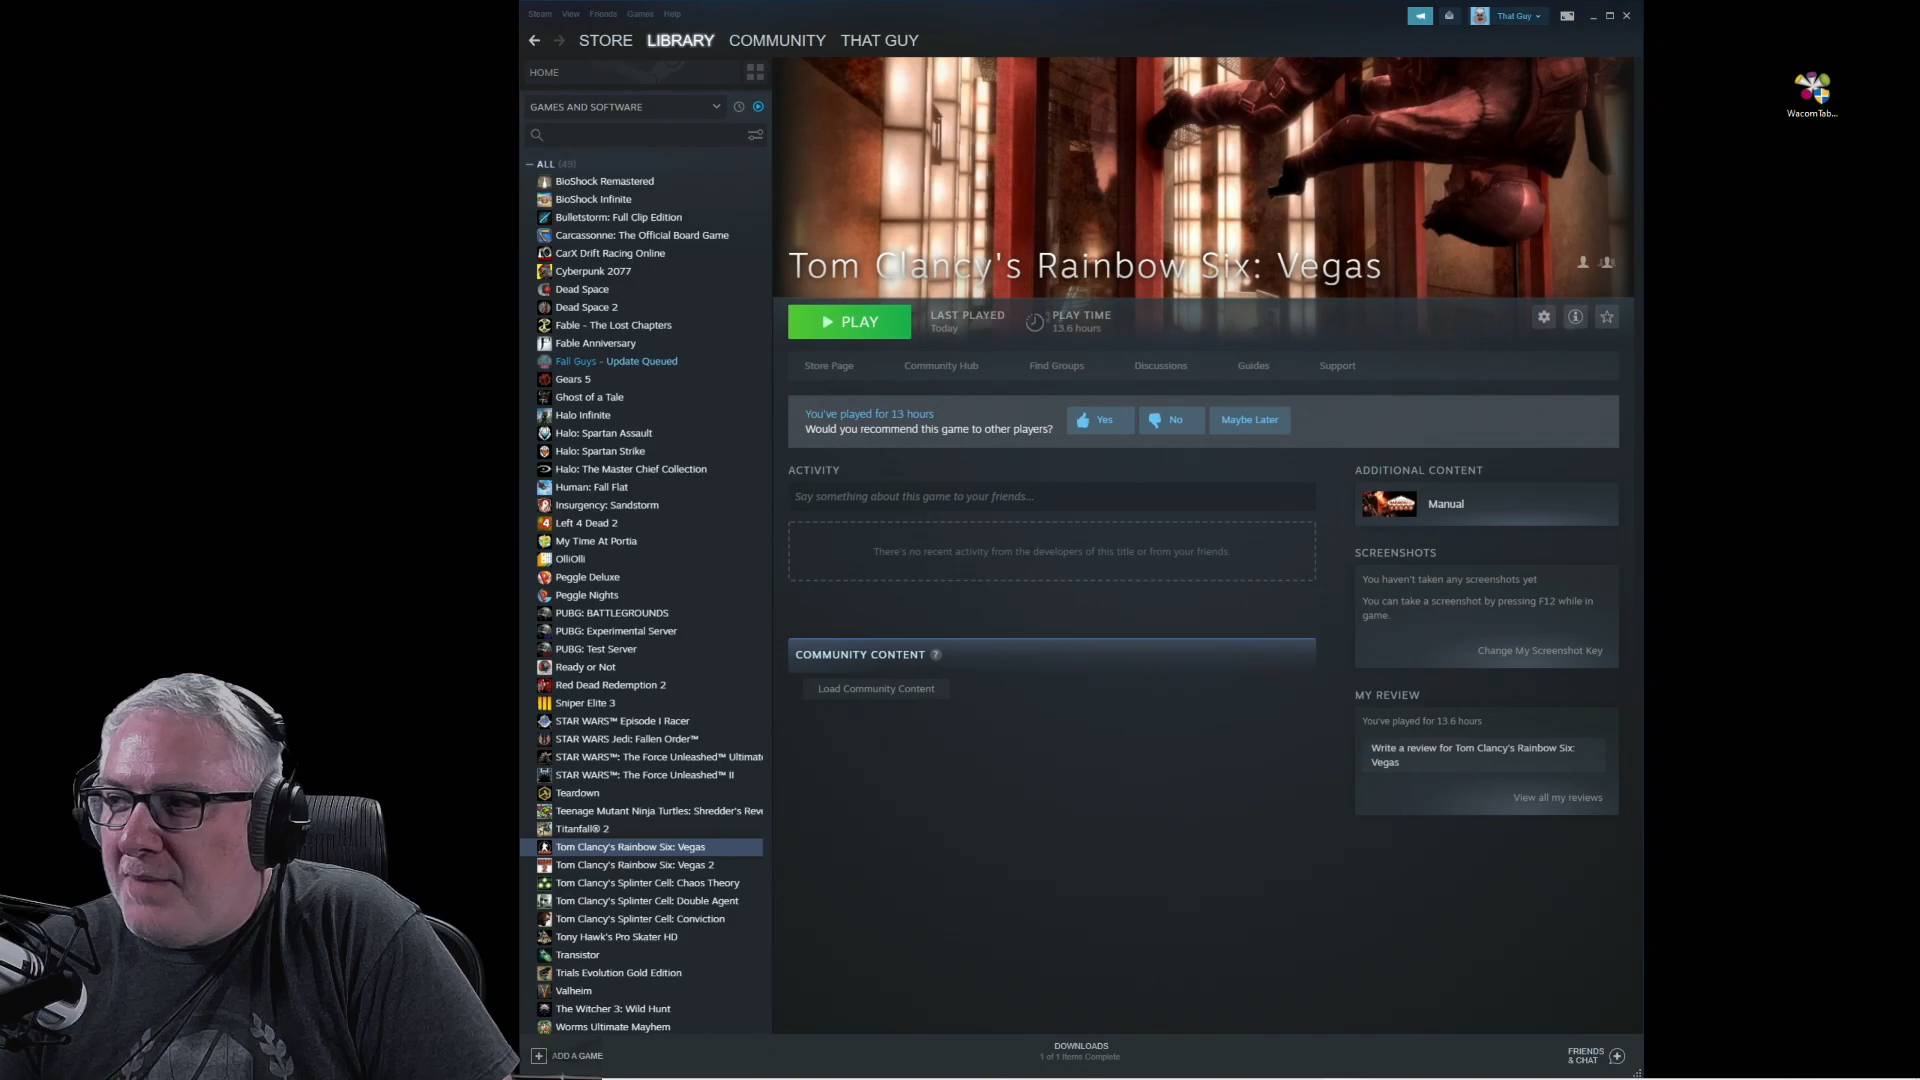 Steam View Friends Games Help
That Guy
STORE LIBRARY COMMUNITY THAT GUY
HOME
GAMES AND SOFTWARE
ALL (49)
BioShock Remastered
BioShock Infinite
Bulletstorm: Full Clip Edition
Carcassonne: The Official Board Game
CarX Drift Racing Online
Cyberpunk 2077
Dead Space
Dead Space 2
Fable - The Lost Chapters
Fable Anniversary
Fall Guys - Update Queued
Gears 5
Ghost of a Tale
Halo Infinite
Halo: Spartan Assault
Halo: Spartan Strike
Halo: The Master Chief Collection
Human: Fall Flat
Insurgency: Sandstorm
Left 4 Dead 2
My Time At Portia
OlliOlli
Peggle Deluxe
Peggle Nights
PUBG: BATTLEGROUNDS
PUBG: Experimental Server
PUBG: Test Server
Ready or Not
Red Dead Redemption 2
Sniper Elite 3
STAR WARS™ Episode I Racer
STAR WARS Jedi: Fallen Order™
STAR WARS™: The Force Unleashed™ Ultimat
STAR WARS™: The Force Unleashed™ II
Teardown
Teenage Mutant Ninja Turtles: Shredder's Reve
Titanfall® 2
Tom Clancy's Rainbow Six: Vegas
Tom Clancy's Rainbow Six: Vegas 2
Tom Clancy's Splinter Cell: Chaos Theory
Tom Clancy's Splinter Cell: Double Agent
Tom Clancy's Splinter Cell: Conviction
Tony Hawk's Pro Skater HD
Transistor
Trials Evolution Gold Edition
Valheim
The Witcher 3: Wild Hunt
Worms Ultimate Mayhem
ADD A GAME
Tom Clancy's Rainbow Six: Vegas
PLAY
LAST PLAYED
Today
PLAY TIME
13.6 hours
Store Page Community Hub Find Groups Discussions Guides Support
You've played for 13 hours
Would you recommend this game to other players?
Yes No Maybe Later
ACTIVITY
Say something about this game to your friends...
There's no recent activity from the developers of this title or from your friends.
COMMUNITY CONTENT ?
Load Community Content
ADDITIONAL CONTENT
Manual
SCREENSHOTS
You haven't taken any screenshots yet
You can take a screenshot by pressing F12 while in
game.
Change My Screenshot Key
MY REVIEW
You've played for 13.6 hours
Write a review for Tom Clancy's Rainbow Six:
Vegas
View all my reviews
DOWNLOADS
1 of 1 Items Complete
FRIENDS
& CHAT
WacomTab...